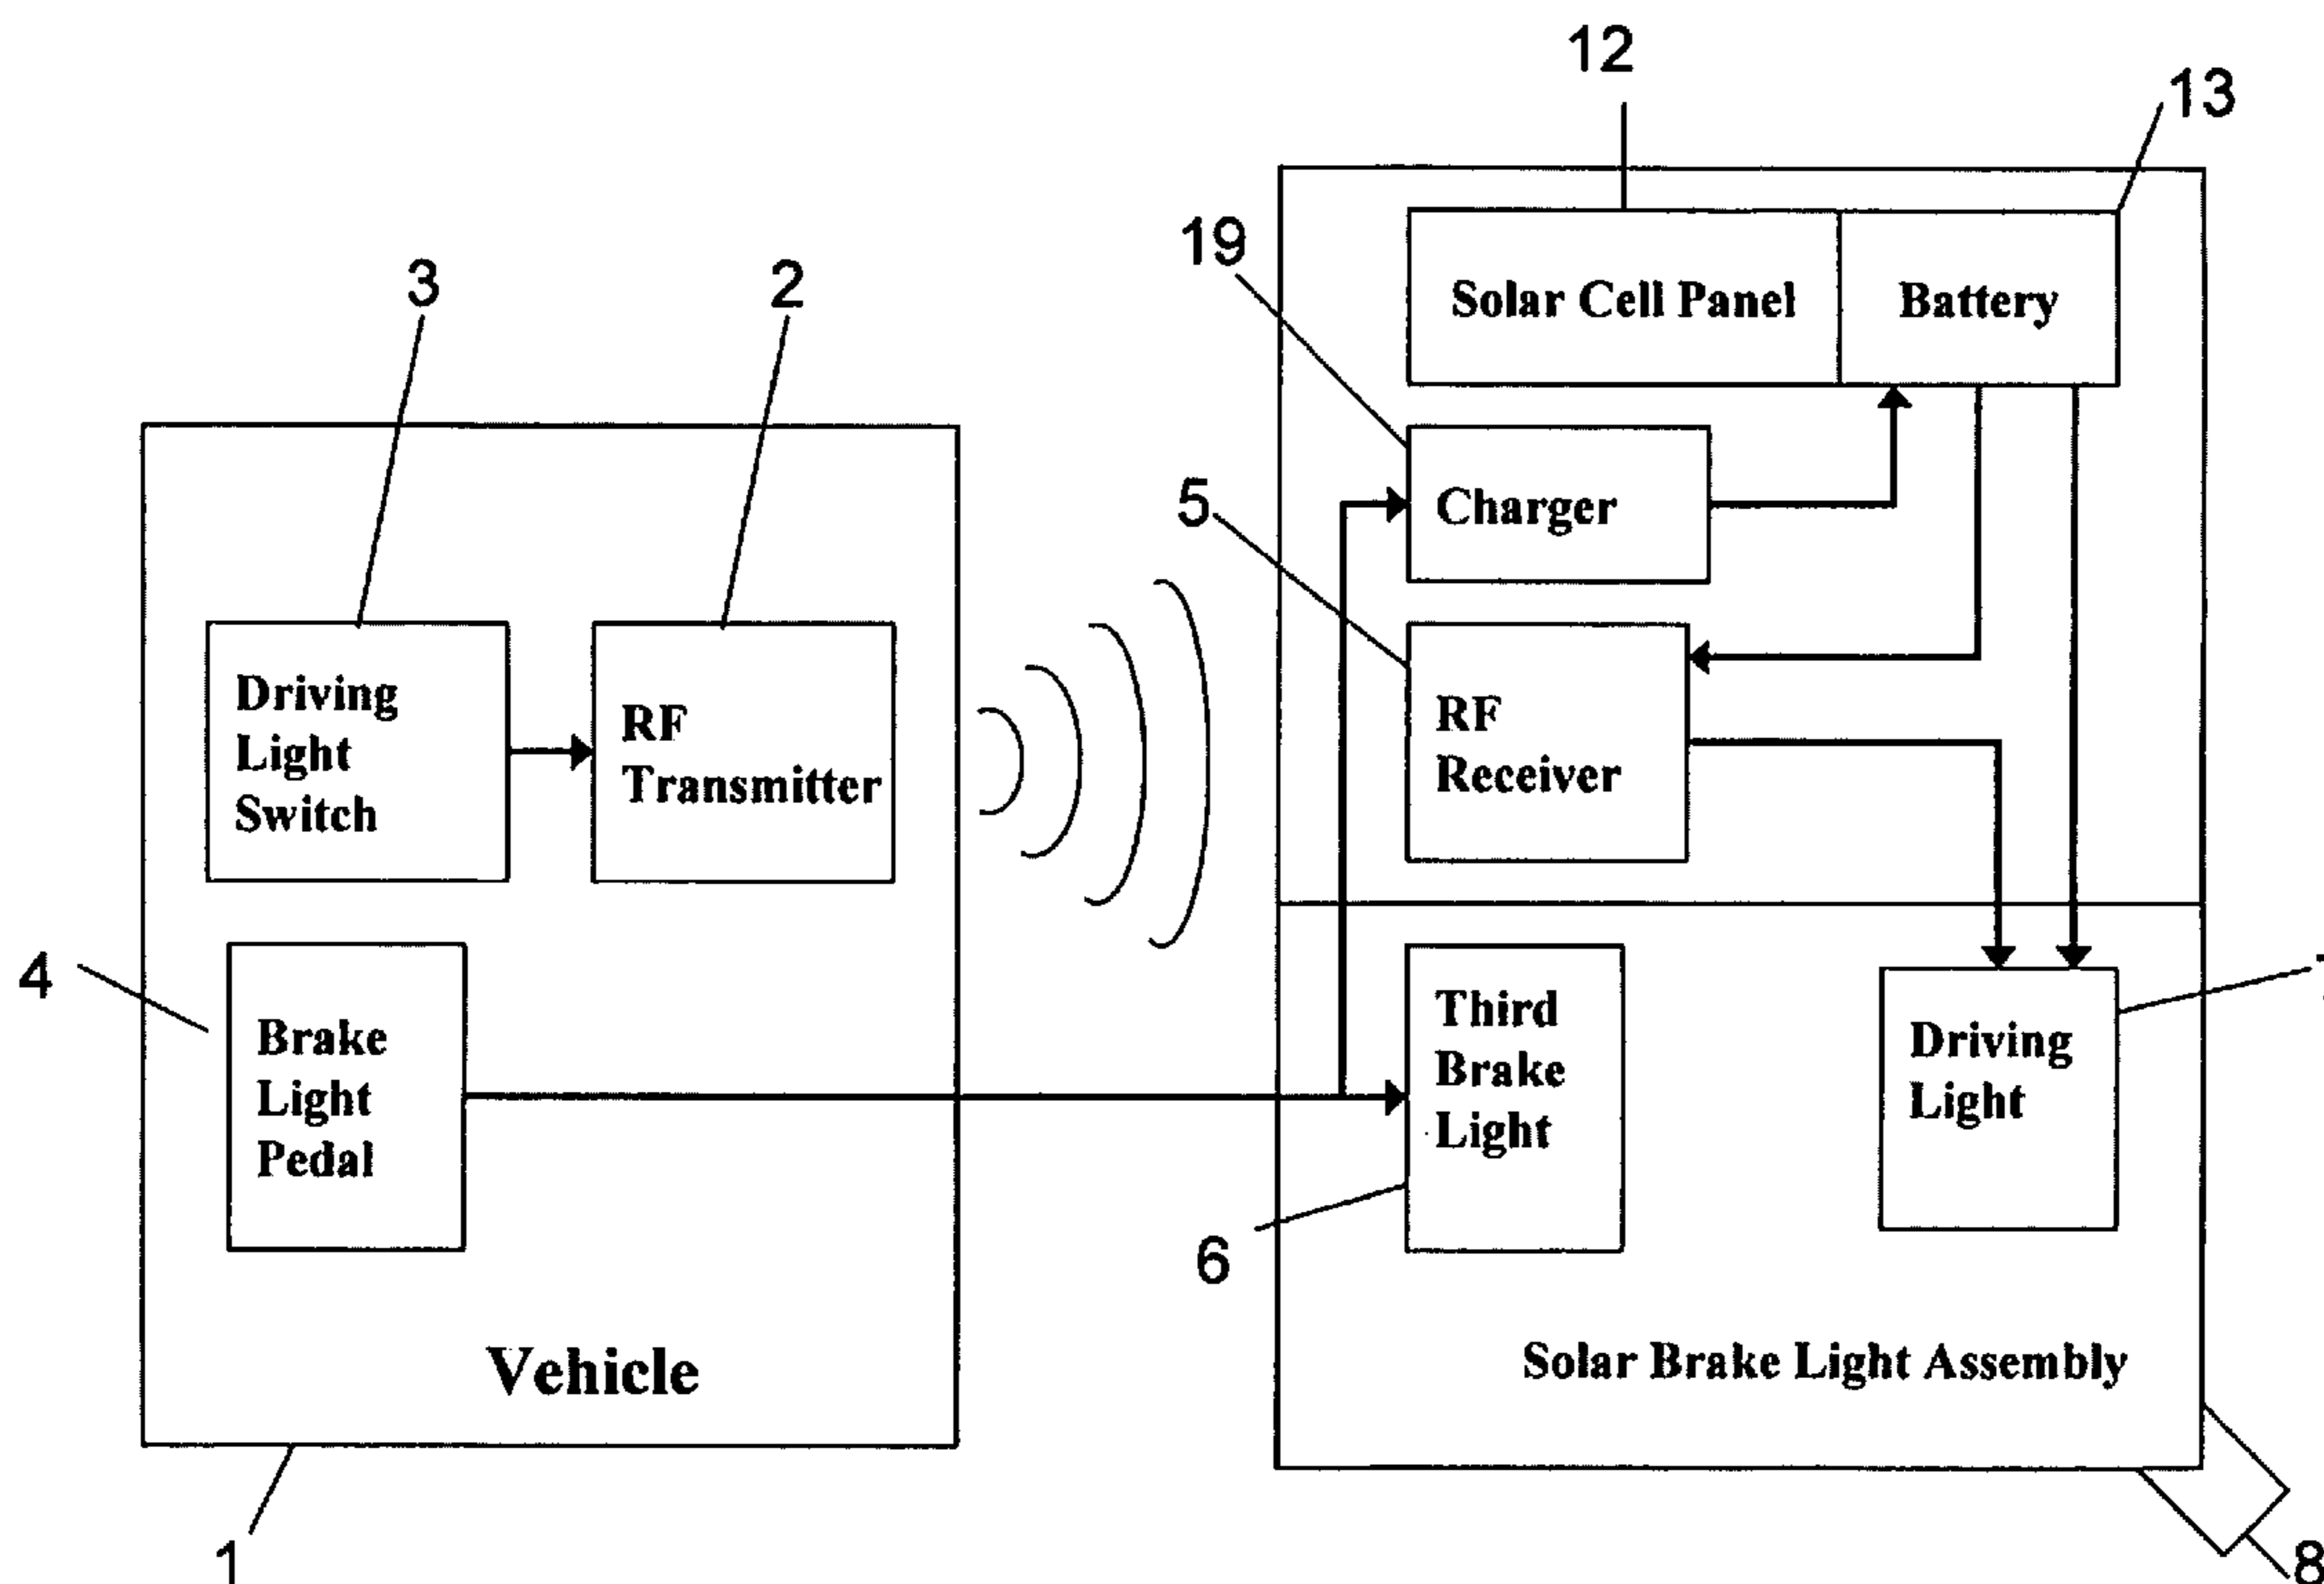 12
13
19
3
2
Solar Cell Panel
Battery
5
Charger
Driving
Light
Switch
RF
Transmitter
RF
Receiver
4
Brake
Light
Pedal
Third
Brake
Light
Driving
Light
6
Vehicle
Solar Brake Light Assembly
1
8